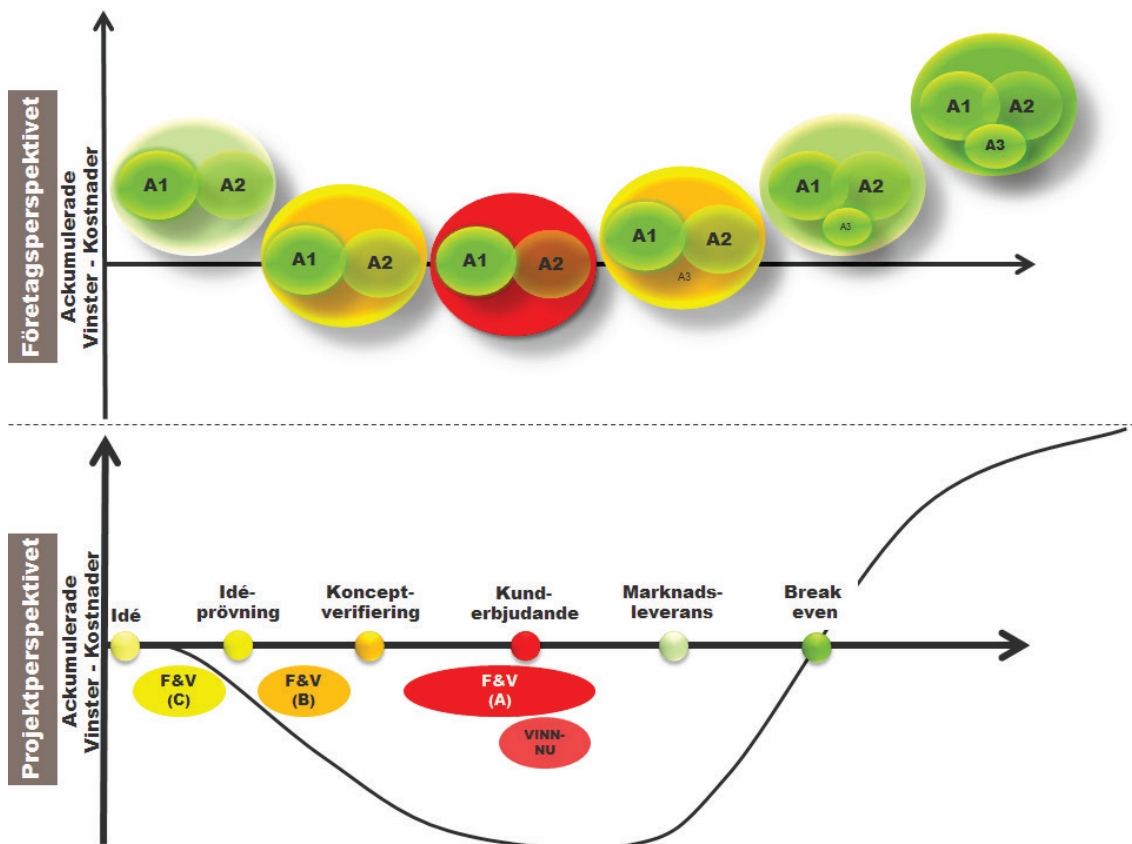 Företagsperspektivet
Ackumulerade
Vinster - Kostnader
A1
A2
A1
A2
A1
A2
A1
A2
A3
A1
A2
A3
A1
A2
A3
Projektperspektivet
Ackumulerade
Vinster - Kostnader
Idé
Idé-
prövning
Koncept-
verifiering
Kund-
erbjudande
Marknads-
leverans
Break
even
F&V
(C)
F&V
(B)
F&V
(A)
VINN-
NU